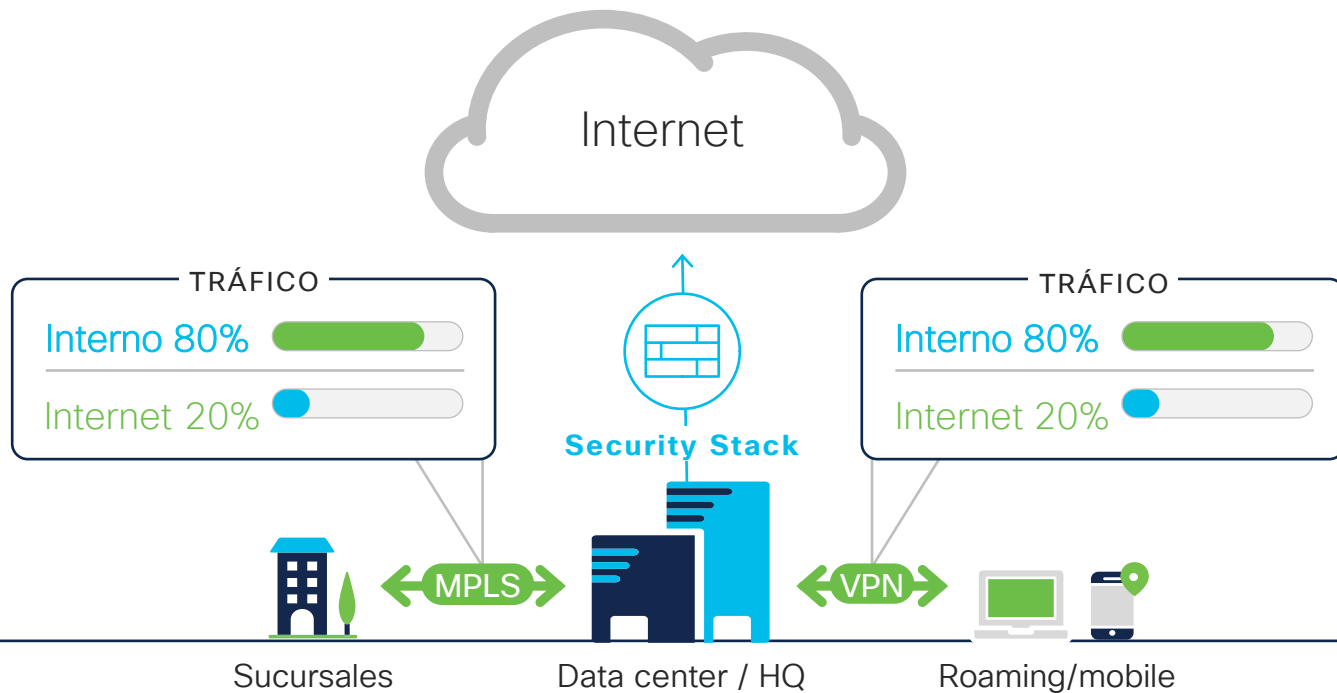 Internet
TRÁFICO
Interno 80%
Internet 20%
TRÁFICO
Interno 80%
Internet 20%
Security Stack
MPLS
VPN
Sucursales
Data center / HQ
Roaming/mobile